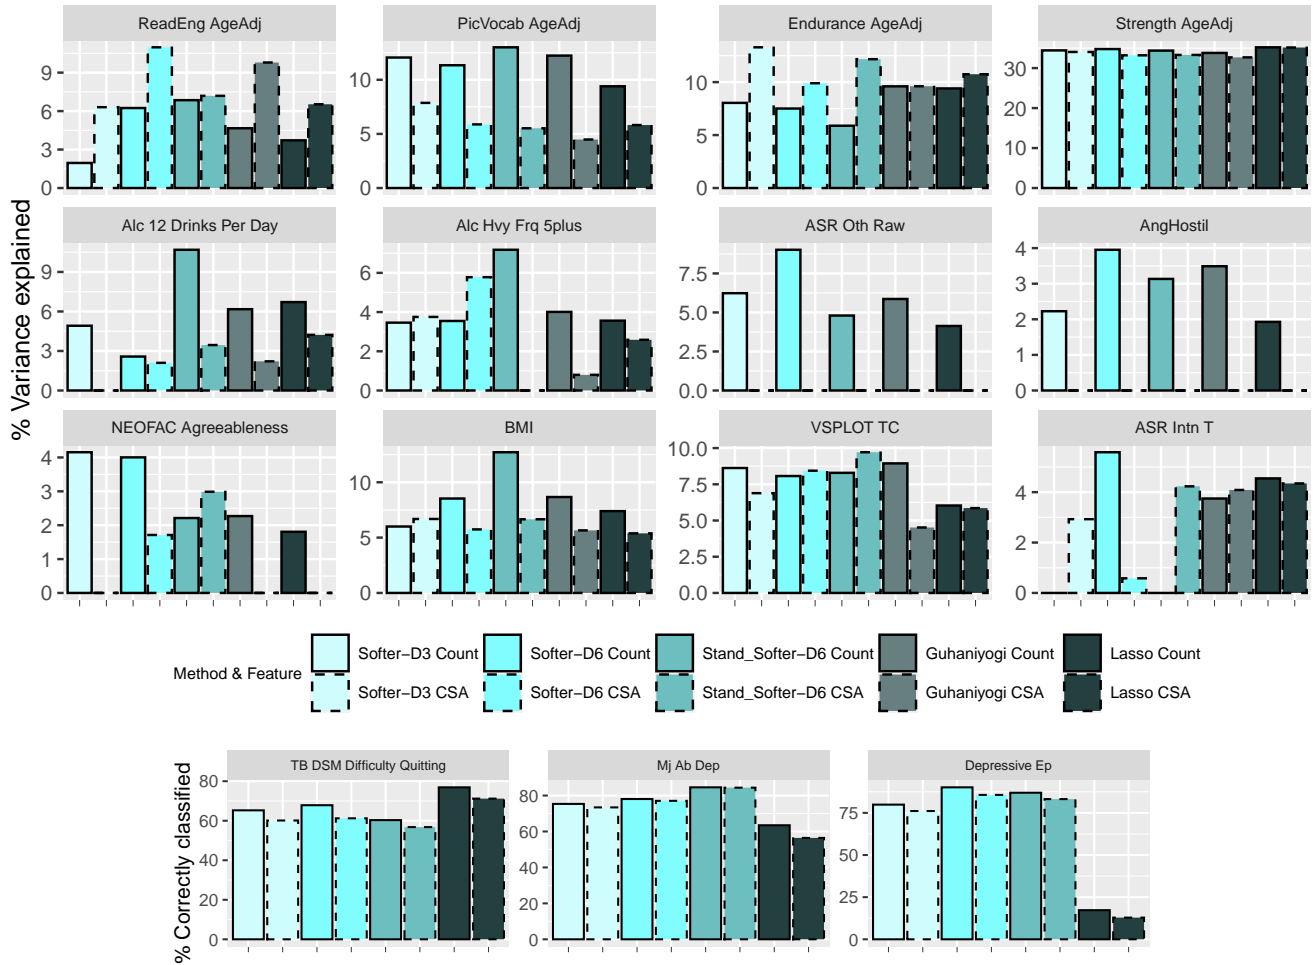 ReadEng AgeAdj PicVocab AgeAdj Endurance AgeAdj Strength AgeAdj
9 6 3 0
10 5 0
10 5 0
30 20 10 0
% Variance explained
Alc 12 Drinks Per Day Alc Hvy Frq 5plus ASR Oth Raw AngHostil
9 6 3 0
6 4 2 0
7.5 5.0 2.5 0.0
4 3 2 1 0
NEOFAC Agreeableness BMI VSPLOT TC ASR Intn T
4 3 2 1 0
10 5 0
10.0 7.5 5.0 2.5 0.0
4 2 0
Method & Feature
Softer−D3 Count Softer−D6 Count Stand_Softer−D6 Count Guhaniyogi Count Lasso Count
Softer−D3 CSA Softer−D6 CSA Stand_Softer−D6 CSA Guhaniyogi CSA Lasso CSA
% Correctly classified
TB DSM Difficulty Quitting Mj Ab Dep Depressive Ep
80 60 40 20 0
80 60 40 20 0
75 50 25 0